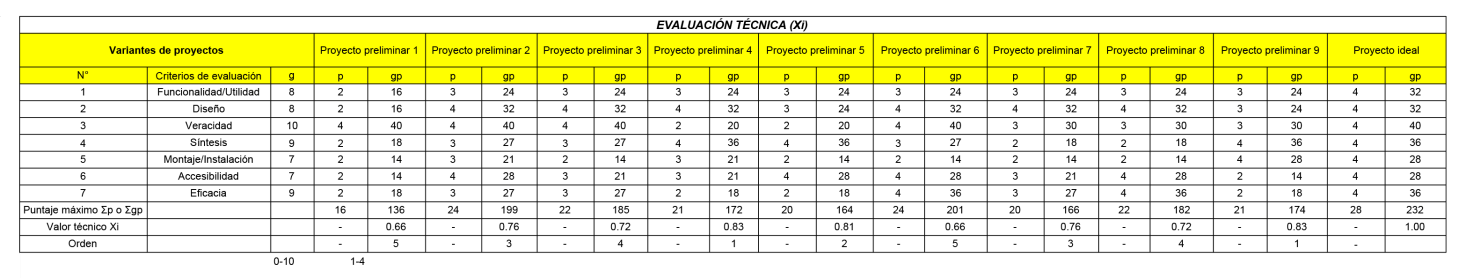 EVALUACIÓN TÉCNICA (Xi)
Variantes de proyectos Proyecto preliminar 1 Proyecto preliminar 2 Proyecto preliminar 3 Proyecto preliminar 4 Proyecto preliminar 5 Proyecto preliminar 6 Proyecto preliminar 7 Proyecto preliminar 8 Proyecto preliminar 9 Proyecto ideal
N° Criterios de evaluación g p gp p gp p gp p gp p gp p gp p gp p gp p gp p gp
1 Funcionalidad/Utilidad 8 2 16 3 24 3 24 3 24 3 24 3 24 3 24 3 24 3 24 4 32
2 Diseño 8 2 16 4 32 4 32 4 32 3 24 4 32 4 32 4 32 3 24 4 32
3 Veracidad 10 4 40 4 40 4 40 2 20 2 20 4 40 3 30 3 30 3 30 4 40
4 Síntesis 9 2 18 3 27 3 27 4 36 4 36 3 27 2 18 2 18 4 36 4 36
5 Montaje/Instalación 7 2 14 3 21 2 14 3 21 2 14 2 14 2 14 2 14 4 28 4 28
6 Accesibilidad 7 2 14 4 28 3 21 3 21 4 28 4 28 3 21 4 28 2 14 4 28
7 Eficacia 9 2 18 3 27 3 27 2 18 2 18 4 36 3 27 4 36 2 18 4 36
Puntaje máximo Σp o Σgp 16 136 24 199 22 185 21 172 20 164 24 201 20 166 22 182 21 174 28 232
Valor técnico Xi - 0.66 - 0.76 - 0.72 - 0.83 - 0.81 - 0.66 - 0.76 - 0.72 - 0.83 - 1.00
Orden - 5 - 3 - 4 - 1 - 2 - 5 - 3 - 4 - 1 -
0-10 1-4